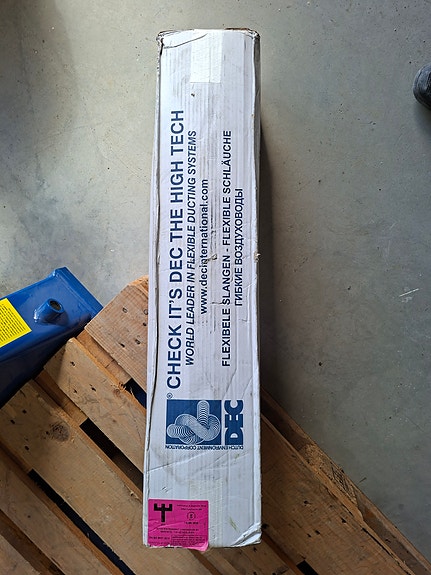 CHECK IT'S DEC THE HIGH TECH
WORLD LEADER IN FLEXIBLE DUCTING SYSTEMS
www.decinternational.com
FLEXIBELE SLANGEN - FLEXIBLE SCHLÄUCHE
ГИБКИЕ ВОЗДУХОВОДЫ
®
DEC
DUTCH ENVIRONMENT CORPORATION